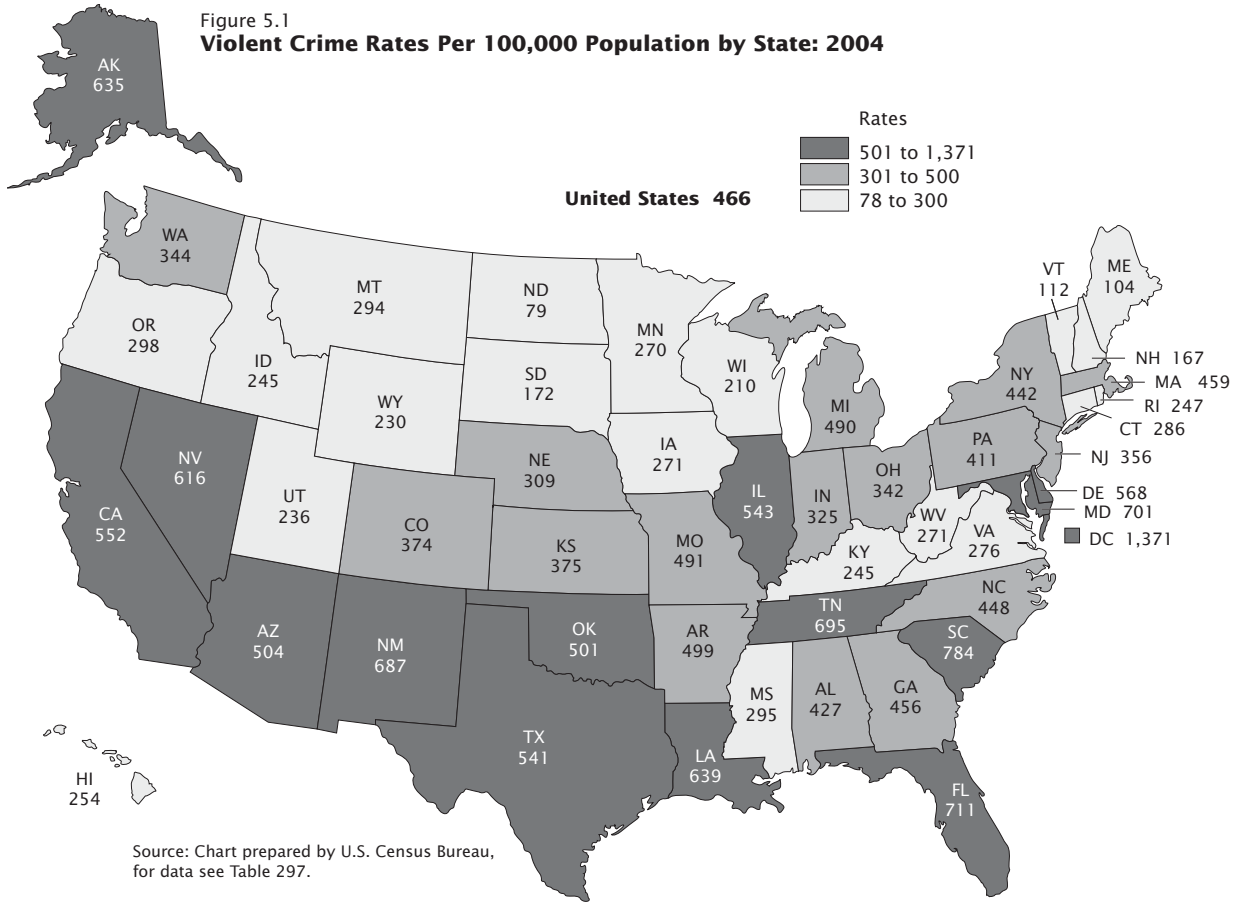 Figure 5.1
Violent Crime Rates Per 100,000 Population by State: 2004
AK
635
Rates
501 to 1,371
301 to 500
78 to 300
United States 466
WA
344
MT
294
ND
79
MN
270
VT
112
ME
104
OR
298
ID
245
WY
230
SD
172
WI
210
MI
490
NY
442
NH 167
MA 459
RI 247
CT 286
NJ 356
DE 568
MD 701
DC 1,371
NV
616
UT
236
CO
374
NE
309
IA
271
IL
543
IN
325
OH
342
PA
411
CA
552
KS
375
MO
491
KY
245
WV
271
VA
276
AZ
504
NM
687
OK
501
AR
499
TN
695
NC
448
SC
784
MS
295
AL
427
GA
456
TX
541
LA
639
FL
711
HI
254
Source: Chart prepared by U.S. Census Bureau,
for data see Table 297.